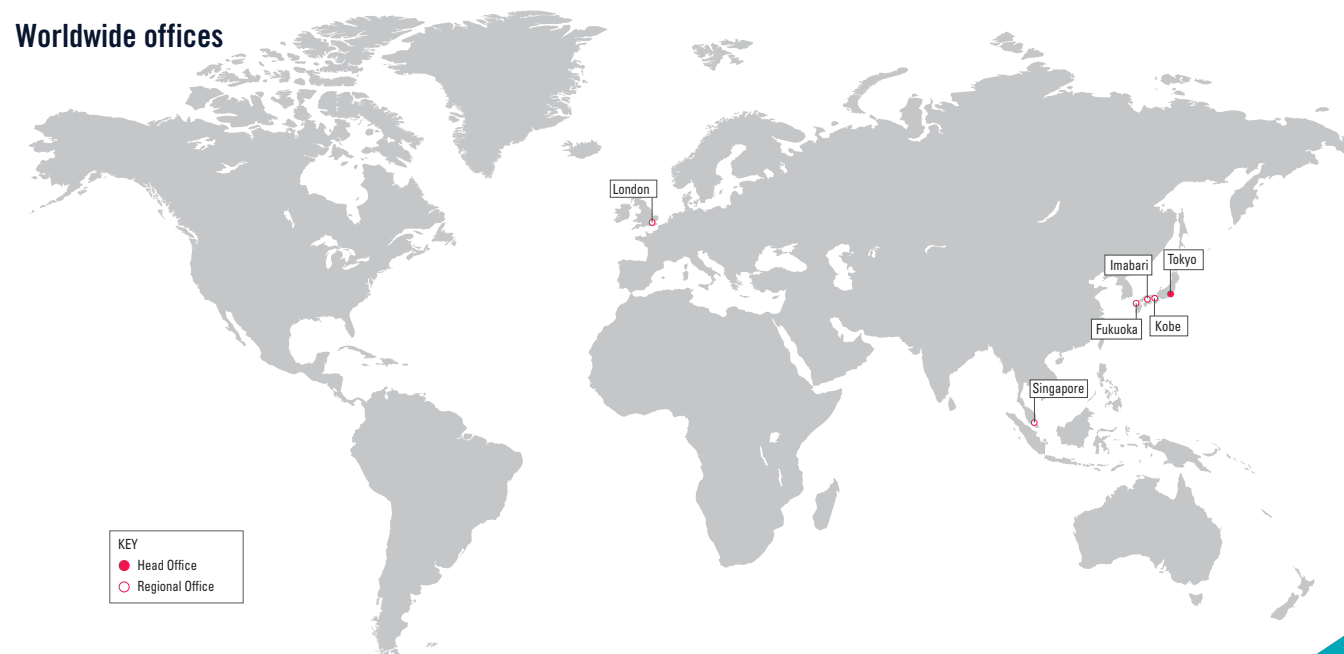 Worldwide offices
London
Imabari
Tokyo
Fukuoka
Kobe
Singapore
KEY
Head Office
Regional Office